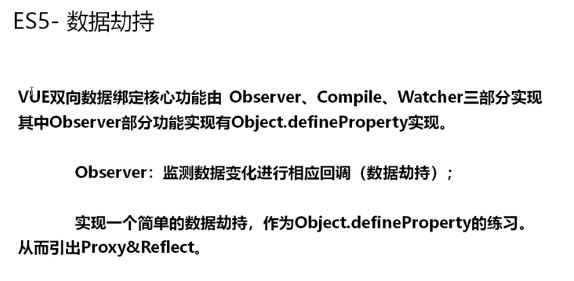 ES5- 数据劫持
VUE双向数据绑定核心功能由 Observer、Compile、Watcher三部分实现
其中Observer部分功能实现有Object.defineProperty实现。
Observer：监测数据变化进行相应回调（数据劫持）；
实现一个简单的数据劫持，作为Object.defineProperty的练习。
从而引出Proxy&Reflect。